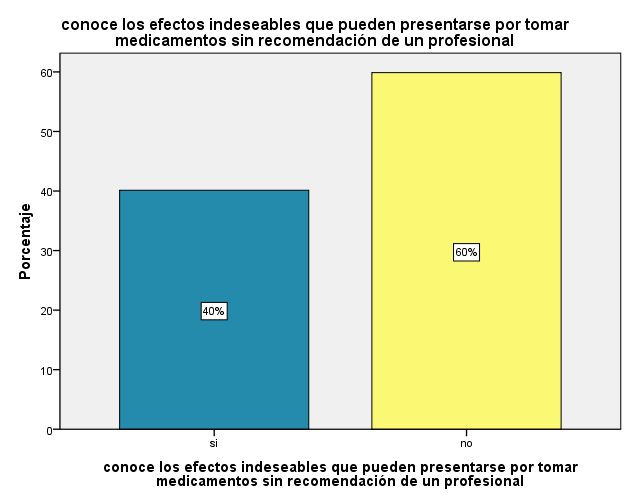 conoce los efectos indeseables que pueden presentarse por tomar
medicamentos sin recomendación de un profesional
Porcentaje
60
50
40
30
20
10
0
40%
60%
si
no
conoce los efectos indeseables que pueden presentarse por tomar
medicamentos sin recomendación de un profesional